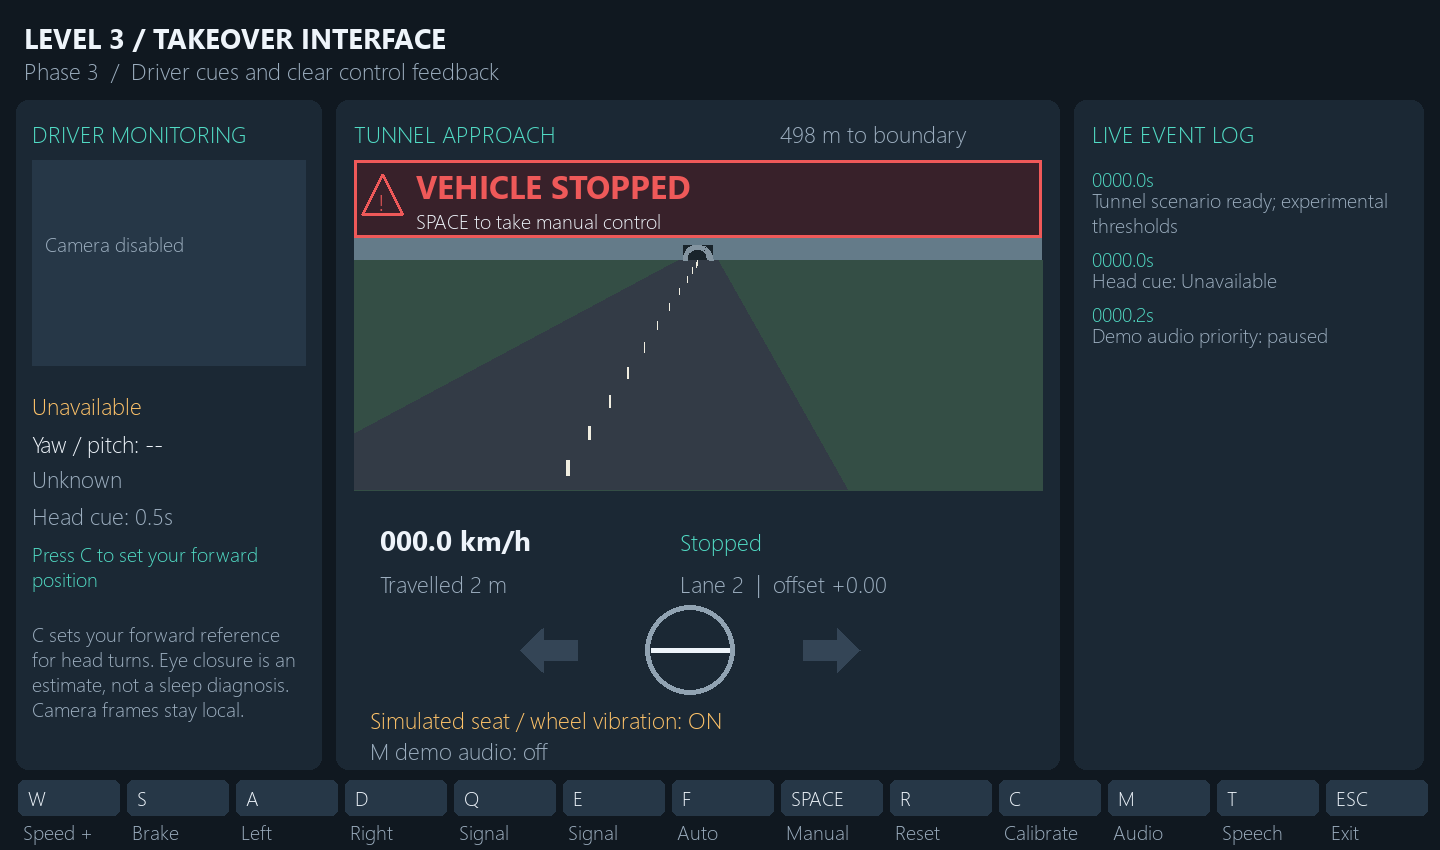 LEVEL 3 / TAKEOVER INTERFACE
Phase 3 / Driver cues and clear control feedback
DRIVER MONITORING
Camera disabled
Unavailable
Yaw / pitch: --
Unknown
Head cue: 0.5s
Press C to set your forward
position
C sets your forward reference
for head turns. Eye closure is an
estimate, not a sleep diagnosis.
Camera frames stay local.
TUNNEL APPROACH
498 m to boundary
!
VEHICLE STOPPED
SPACE to take manual control
000.0 km/h
Stopped
Travelled 2 m
Lane 2 | offset +0.00
Simulated seat / wheel vibration: ON
M demo audio: off
LIVE EVENT LOG
0000.0s
Tunnel scenario ready; experimental
thresholds
0000.0s
Head cue: Unavailable
0000.2s
Demo audio priority: paused
W S A D Q E F SPACE R C M T ESC
Speed + Brake Left Right Signal Signal Auto Manual Reset Calibrate Audio Speech Exit